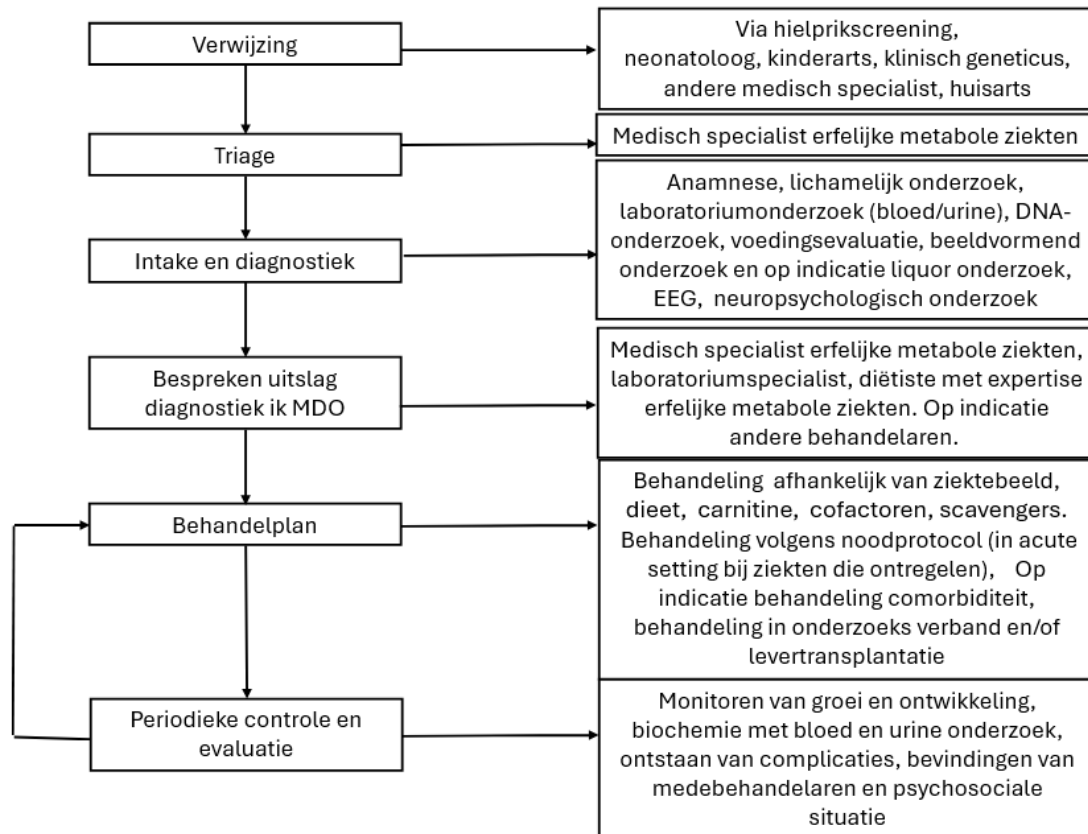 Verwijzing
Via hielprikscreening,
neonatoloog, kinderarts, klinisch geneticus,
andere medisch specialist, huisarts
Triage
Medisch specialist erfelijke metabole ziekten
Intake en diagnostiek
Anamnese, lichamelijk onderzoek,
laboratoriumonderzoek (bloed/urine), DNA-
onderzoek, voedingsevaluatie, beeldvormend
onderzoek en op indicatie liquor onderzoek,
EEG, neuropsychologisch onderzoek
Bespreken uitslag
diagnostiek ik MDO
Medisch specialist erfelijke metabole ziekten,
laboratoriumspecialist, diëtiste met expertise
erfelijke metabole ziekten. Op indicatie
andere behandelaren.
Behandelplan
Behandeling afhankelijk van ziektebeeld,
dieet, carnitine, cofactoren, scavengers.
Behandeling volgens noodprotocol (in acute
setting bij ziekten die ontregelen), Op
indicatie behandeling comorbiditeit,
behandeling in onderzoeks verband en/of
levertransplantatie
Periodieke controle en
evaluatie
Monitoren van groei en ontwikkeling,
biochemie met bloed en urine onderzoek,
ontstaan van complicaties, bevindingen van
medebehandelaren en psychosociale
situatie